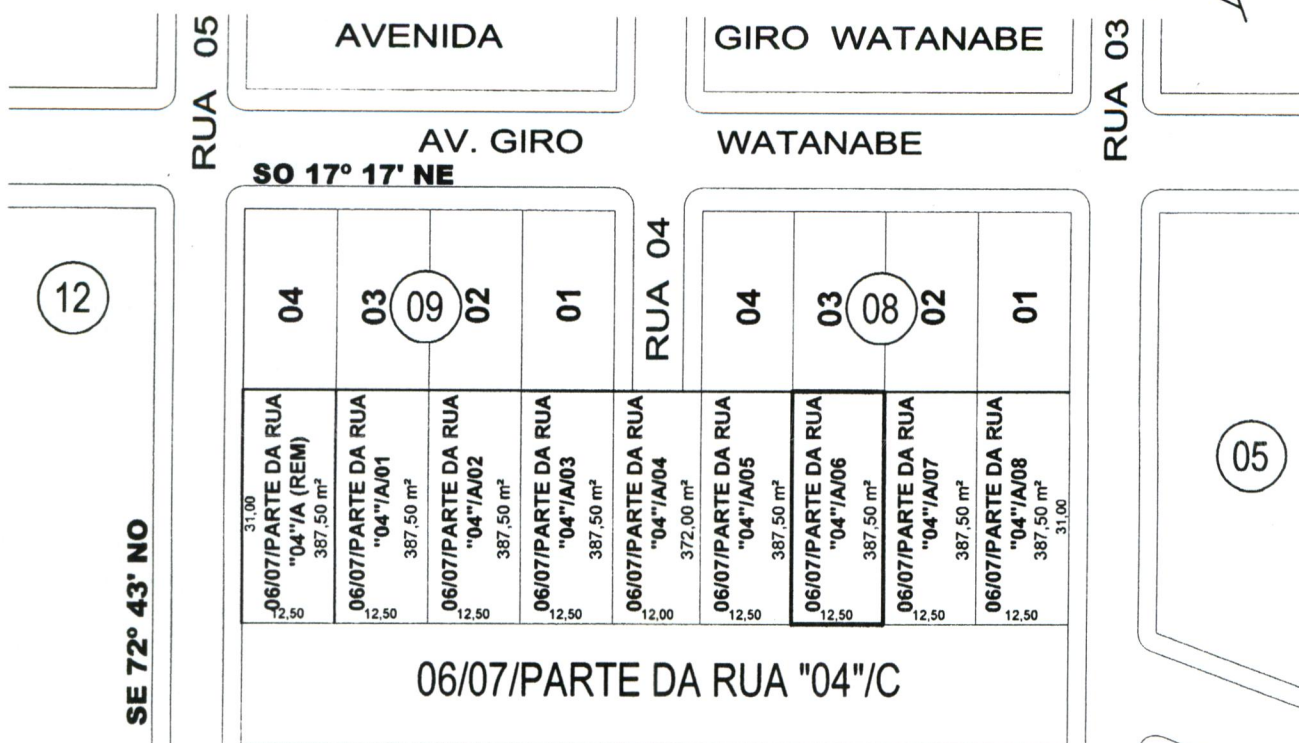 AVENIDA GIRO WATANABE
RUA 05
RUA 03
AV. GIRO WATANABE
SO 17º 17' NE
RUA 04
12
04
03
09
02
01
04
03
08
02
01
05
31,00
06/07/PARTE DA RUA
"04"/A (REM)
387,50 m²
12,50
06/07/PARTE DA RUA
"04"/A/01
387,50 m²
12,50
06/07/PARTE DA RUA
"04"/A/02
387,50 m²
12,50
06/07/PARTE DA RUA
"04"/A/03
387,50 m²
12,50
06/07/PARTE DA RUA
"04"/A/04
372,00 m²
12,00
06/07/PARTE DA RUA
"04"/A/05
387,50 m²
12,50
06/07/PARTE DA RUA
"04"/A/06
387,50 m²
12,50
06/07/PARTE DA RUA
"04"/A/07
387,50 m²
12,50
06/07/PARTE DA RUA
"04"/A/08
387,50 m²
31,00
12,50
SE 72º 43' NO
06/07/PARTE DA RUA "04"/C